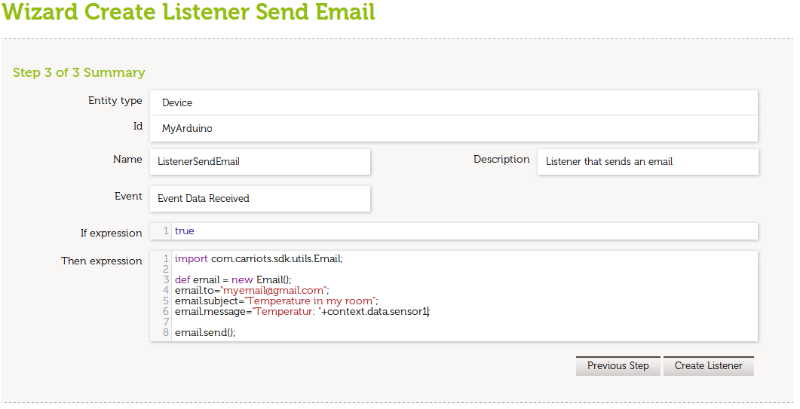 Wizard Create Listener Send Email
Step 3 of 3 Summary
Entity type Device
Id MyArduino
Name ListenerSendEmail Description Listener that sends an email
Event Event Data Received
If expression 1 true
Then expression 1 import com.carriots.sdk.utils.Email;
2
3 def email = new Email();
4 email.to="myemail@gmail.com";
5 email.subject="Temperature in my room";
6 email.message="Temperatur: "+context.data.sensor1;
7
8 email.send();
Previous Step Create Listener